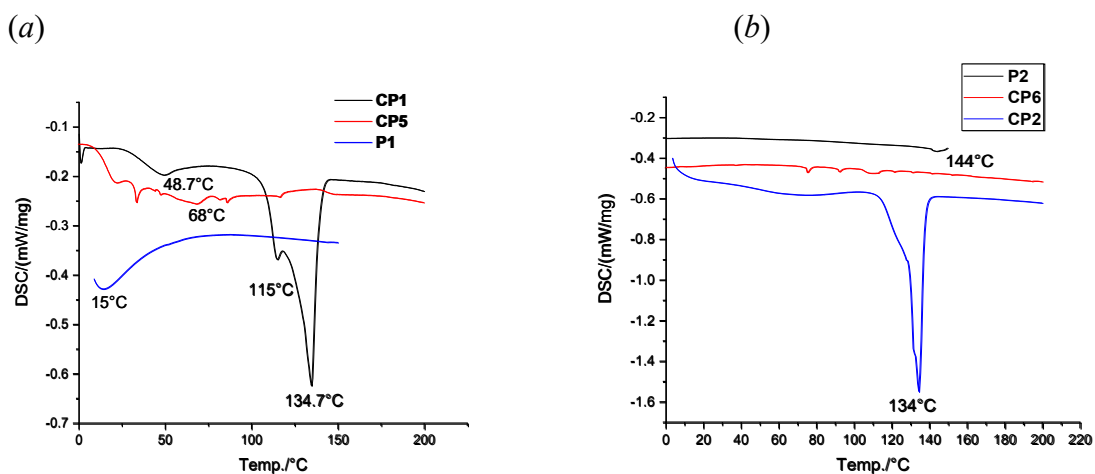 (a)
CP1
CP5
P1
-0.1
-0.2
-0.3
-0.4
-0.5
-0.6
-0.7
DSC/(mW/mg)
48.7°C
68°C
15°C
115°C
134.7°C
0 50 100 150 200
Temp./°C
(b)
P2
CP6
CP2
-0.2
-0.4
-0.6
-0.8
-1.0
-1.2
-1.4
-1.6
DSC/(mW/mg)
144°C
134°C
0 20 40 60 80 100 120 140 160 180 200 220
Temp./°C